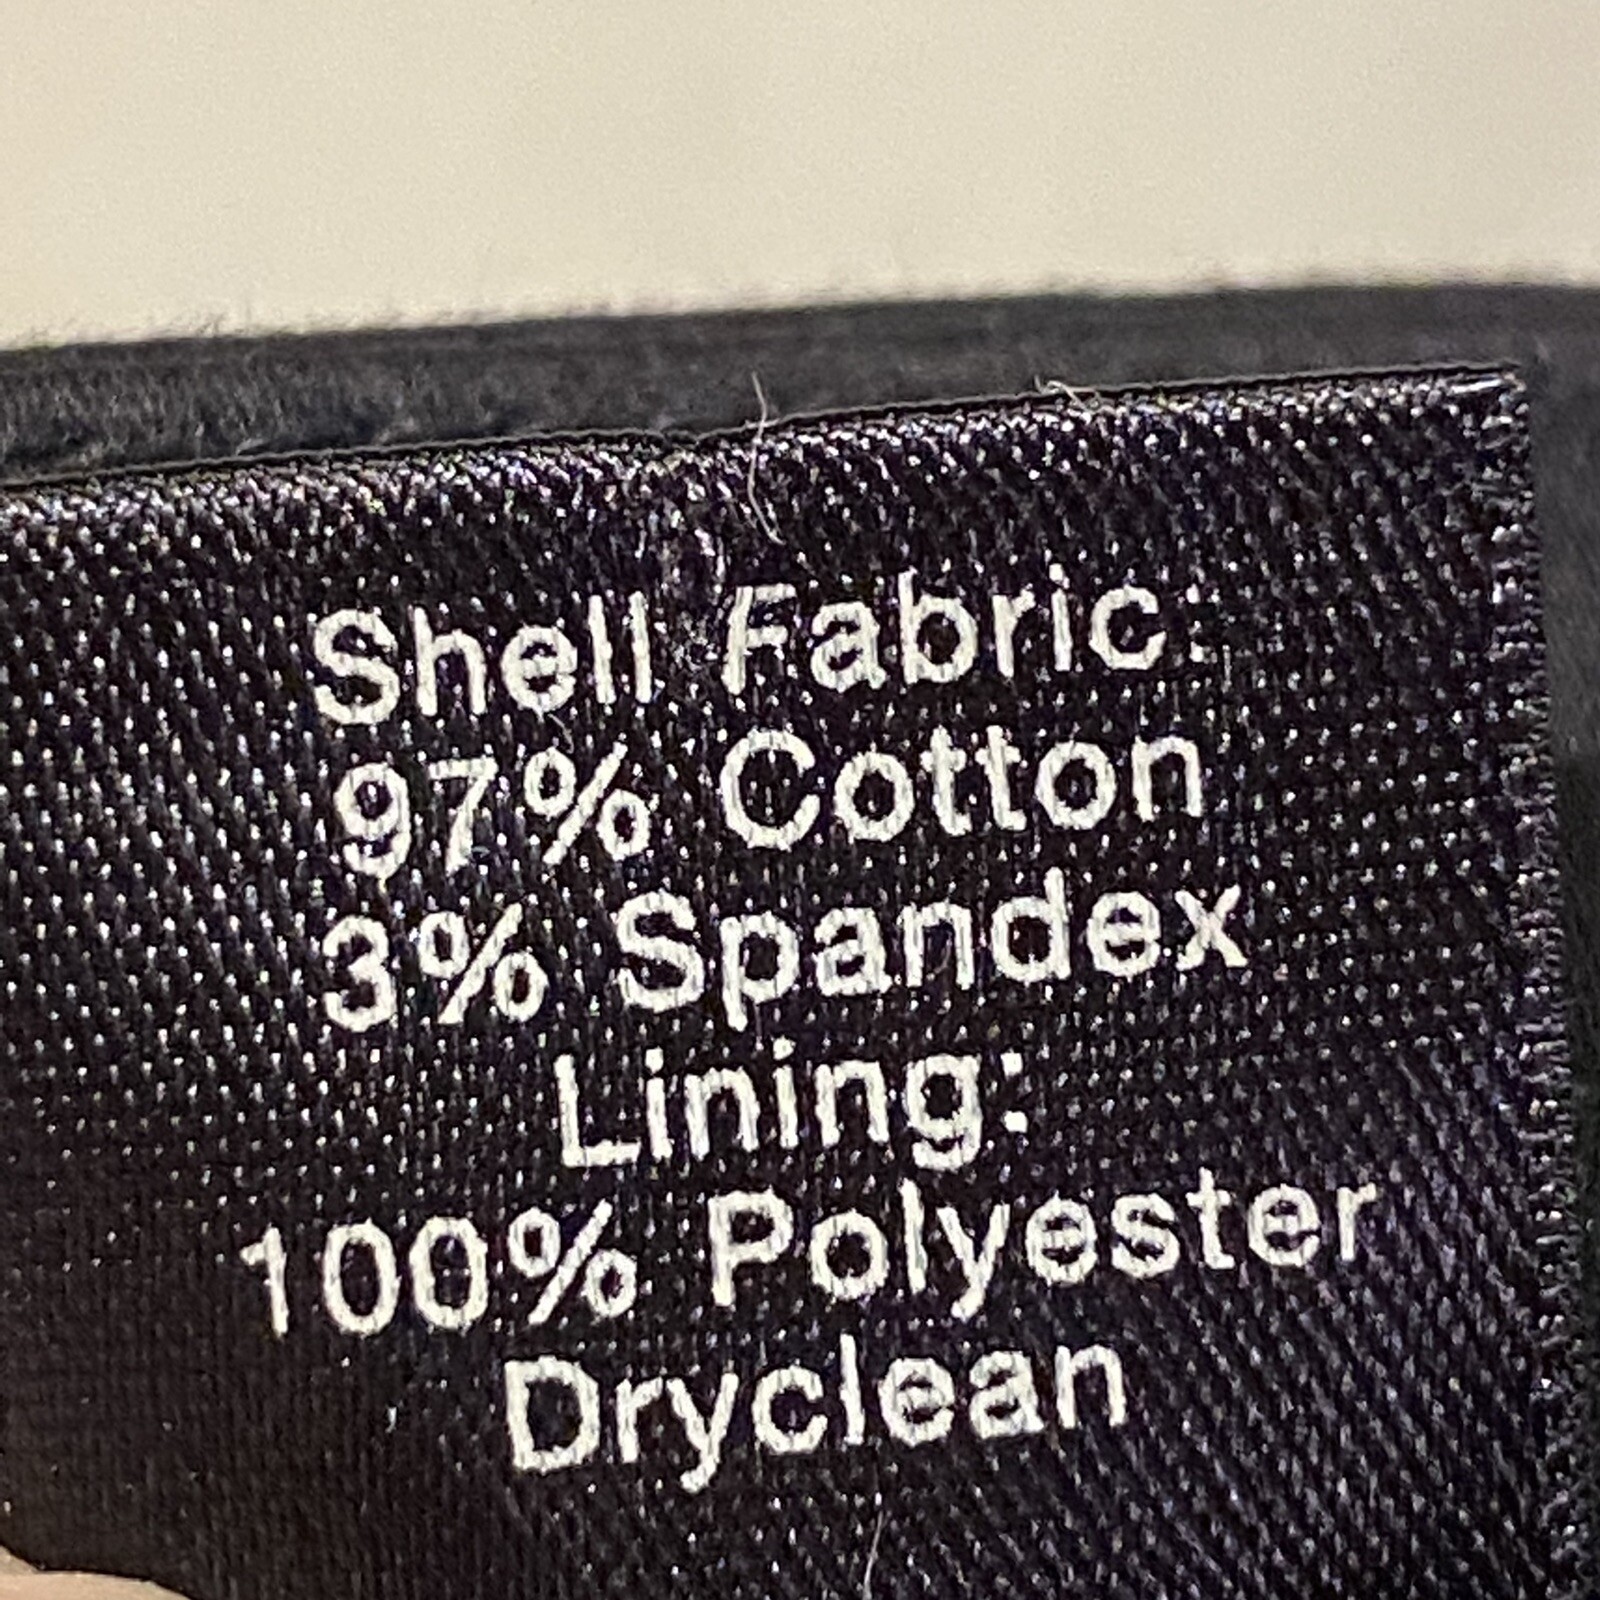 Shell Fabric:
97% Cotton
3% Spandex
Lining:
100% Polyester
Dryclean